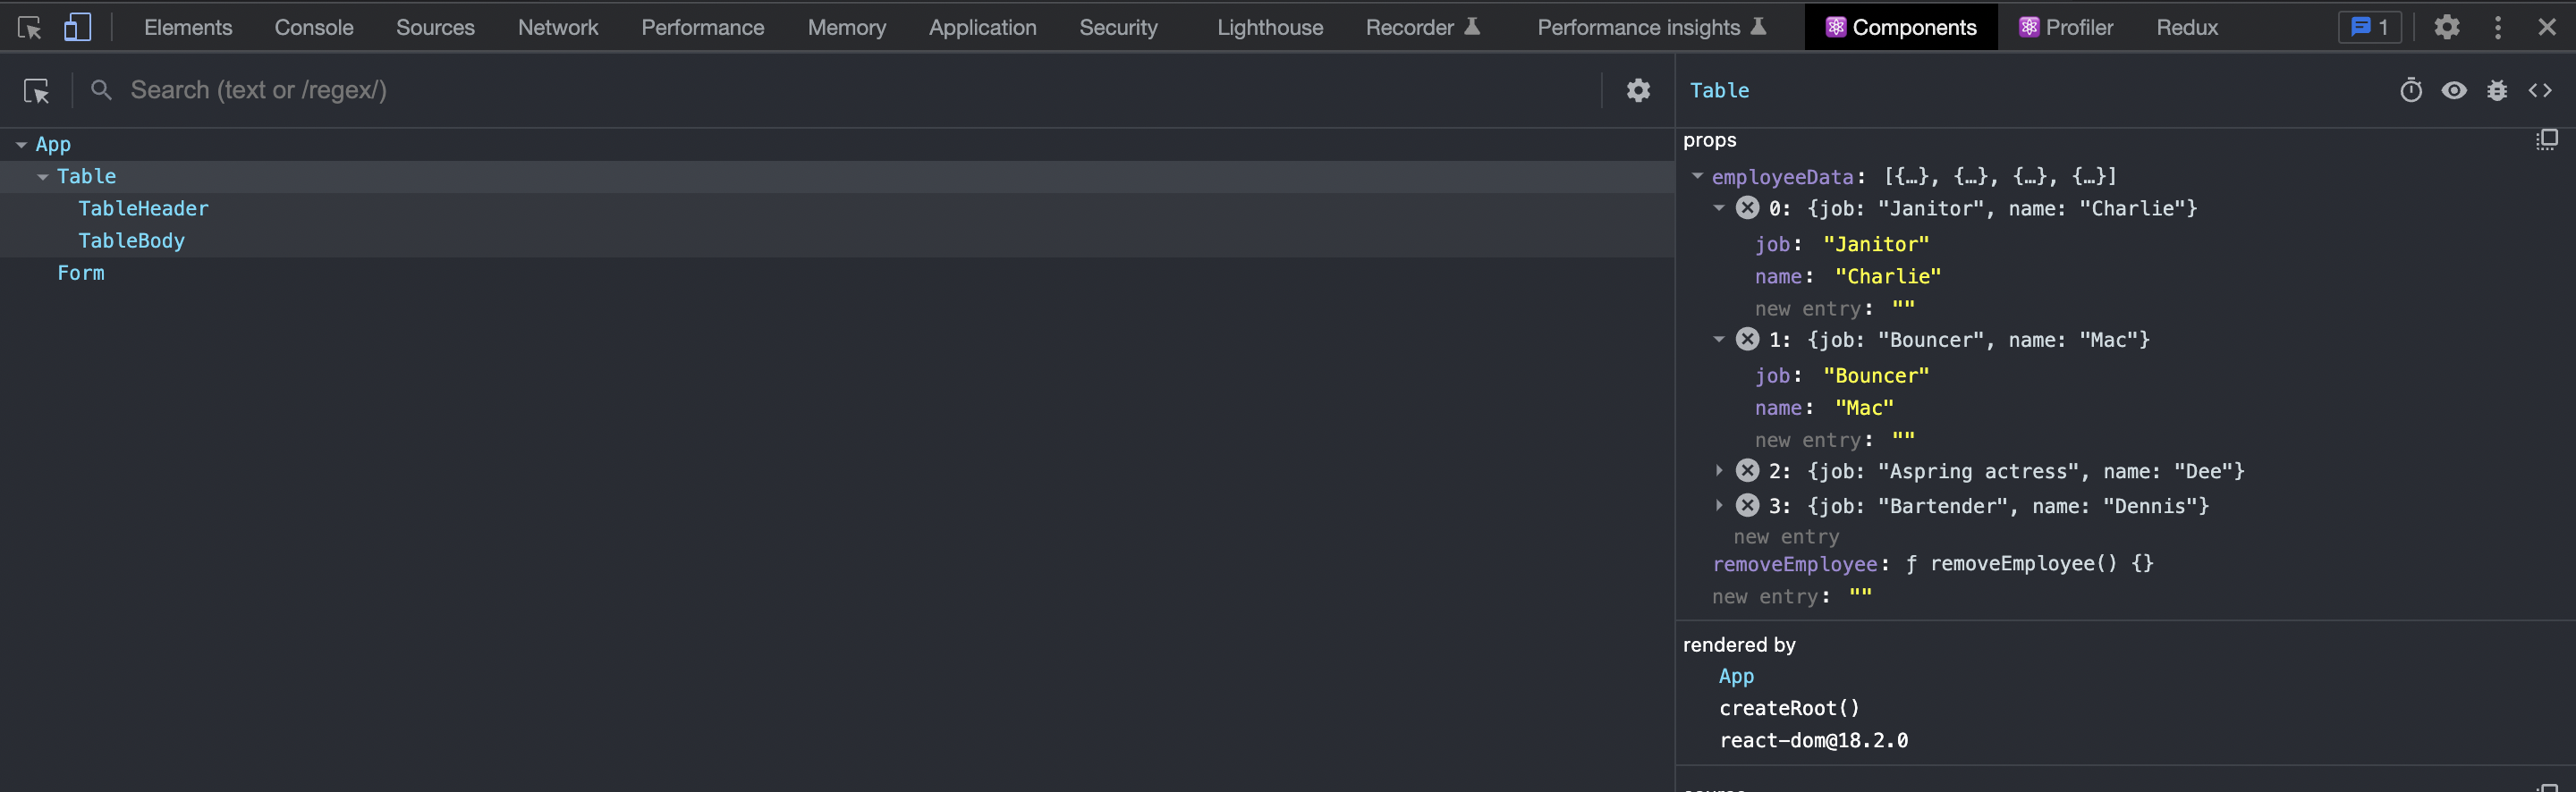 Elements Console Sources Network Performance Memory Application Security Lighthouse Recorder Performance insights Components Profiler Redux 1
Search (text or /regex/)
App
Table
TableHeader
TableBody
Form
Table
props
employeeData: [{…}, {…}, {…}, {…}]
0: {job: "Janitor", name: "Charlie"}
job: "Janitor"
name: "Charlie"
new entry: ""
1: {job: "Bouncer", name: "Mac"}
job: "Bouncer"
name: "Mac"
new entry: ""
2: {job: "Aspring actress", name: "Dee"}
3: {job: "Bartender", name: "Dennis"}
new entry
removeEmployee: ƒ removeEmployee() {}
new entry: ""
rendered by
App
createRoot()
react-dom@18.2.0